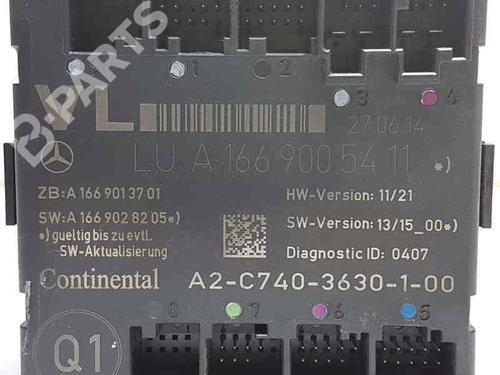 B-PARTS
VL
1
2
3
4
27.06.14
LU: A 166 900 54 11 *)
ZB:A 166 901 37 01
HW-Version: 11/21
SW:A 166 902 82 05*)
SW-Version: 13/15_00*)
*) gueltig bis zu evtl.
SW-Aktualisierung
Diagnostic ID: 0407
Continental
A2-C740-3630-1-00
8
7
6
5
Q1